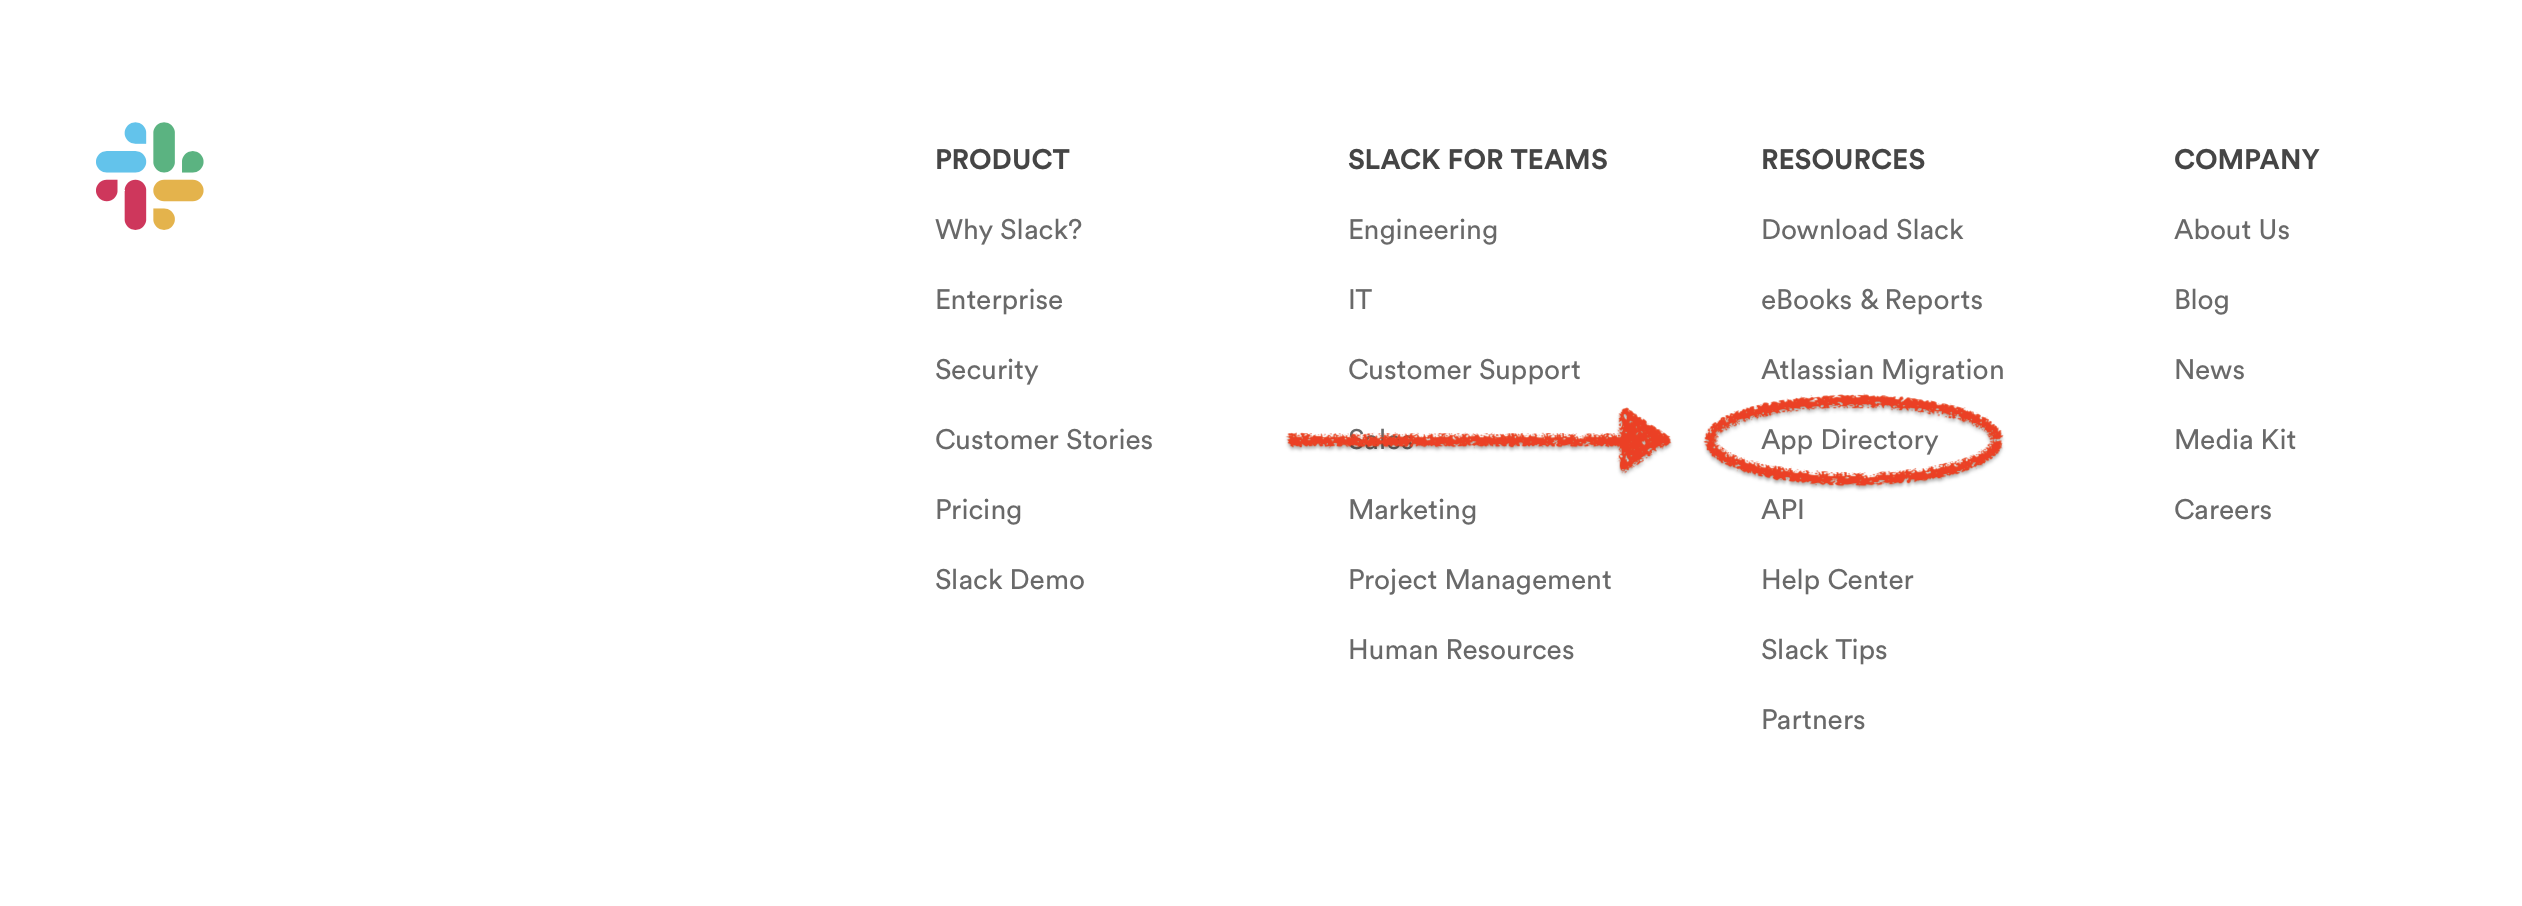 PRODUCT
Why Slack?
Enterprise
Security
Customer Stories
Pricing
Slack Demo
SLACK FOR TEAMS
Engineering
IT
Customer Support
Sales
Marketing
Project Management
Human Resources
RESOURCES
Download Slack
eBooks & Reports
Atlassian Migration
App Directory
API
Help Center
Slack Tips
Partners
COMPANY
About Us
Blog
News
Media Kit
Careers